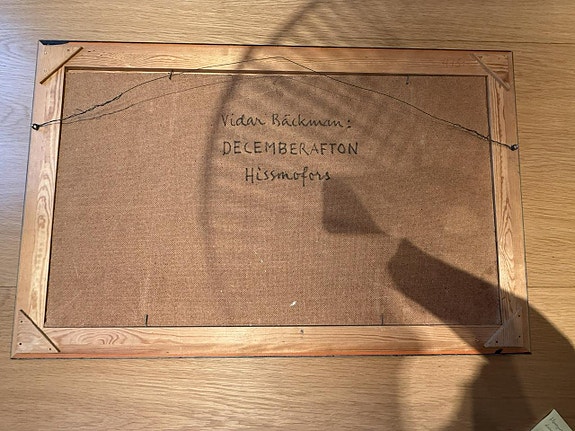 Vidar Bäckman:
DECEMBERAFTON
Hissmofors